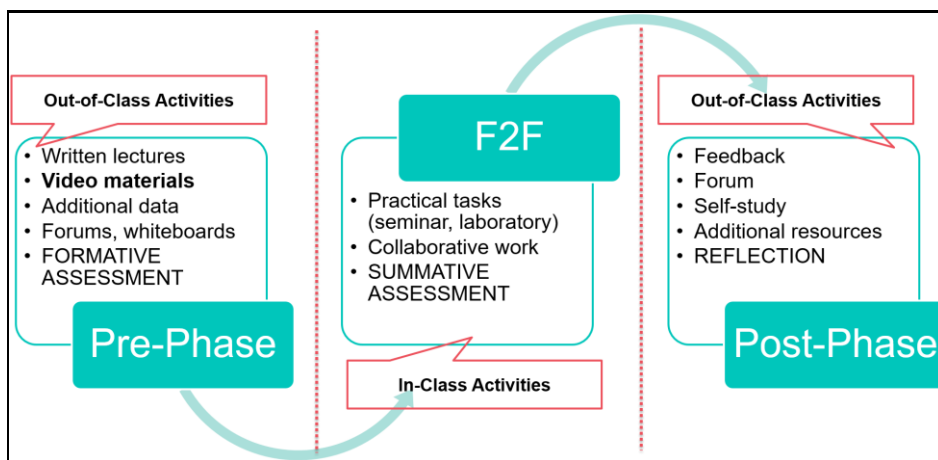 Out-of-Class Activities
• Written lectures
• Video materials
• Additional data
• Forums, whiteboards
• FORMATIVE
ASSESSMENT
Pre-Phase
F2F
• Practical tasks
(seminar, laboratory)
• Collaborative work
• SUMMATIVE
ASSESSMENT
In-Class Activities
Out-of-Class Activities
• Feedback
• Forum
• Self-study
• Additional resources
• REFLECTION
Post-Phase